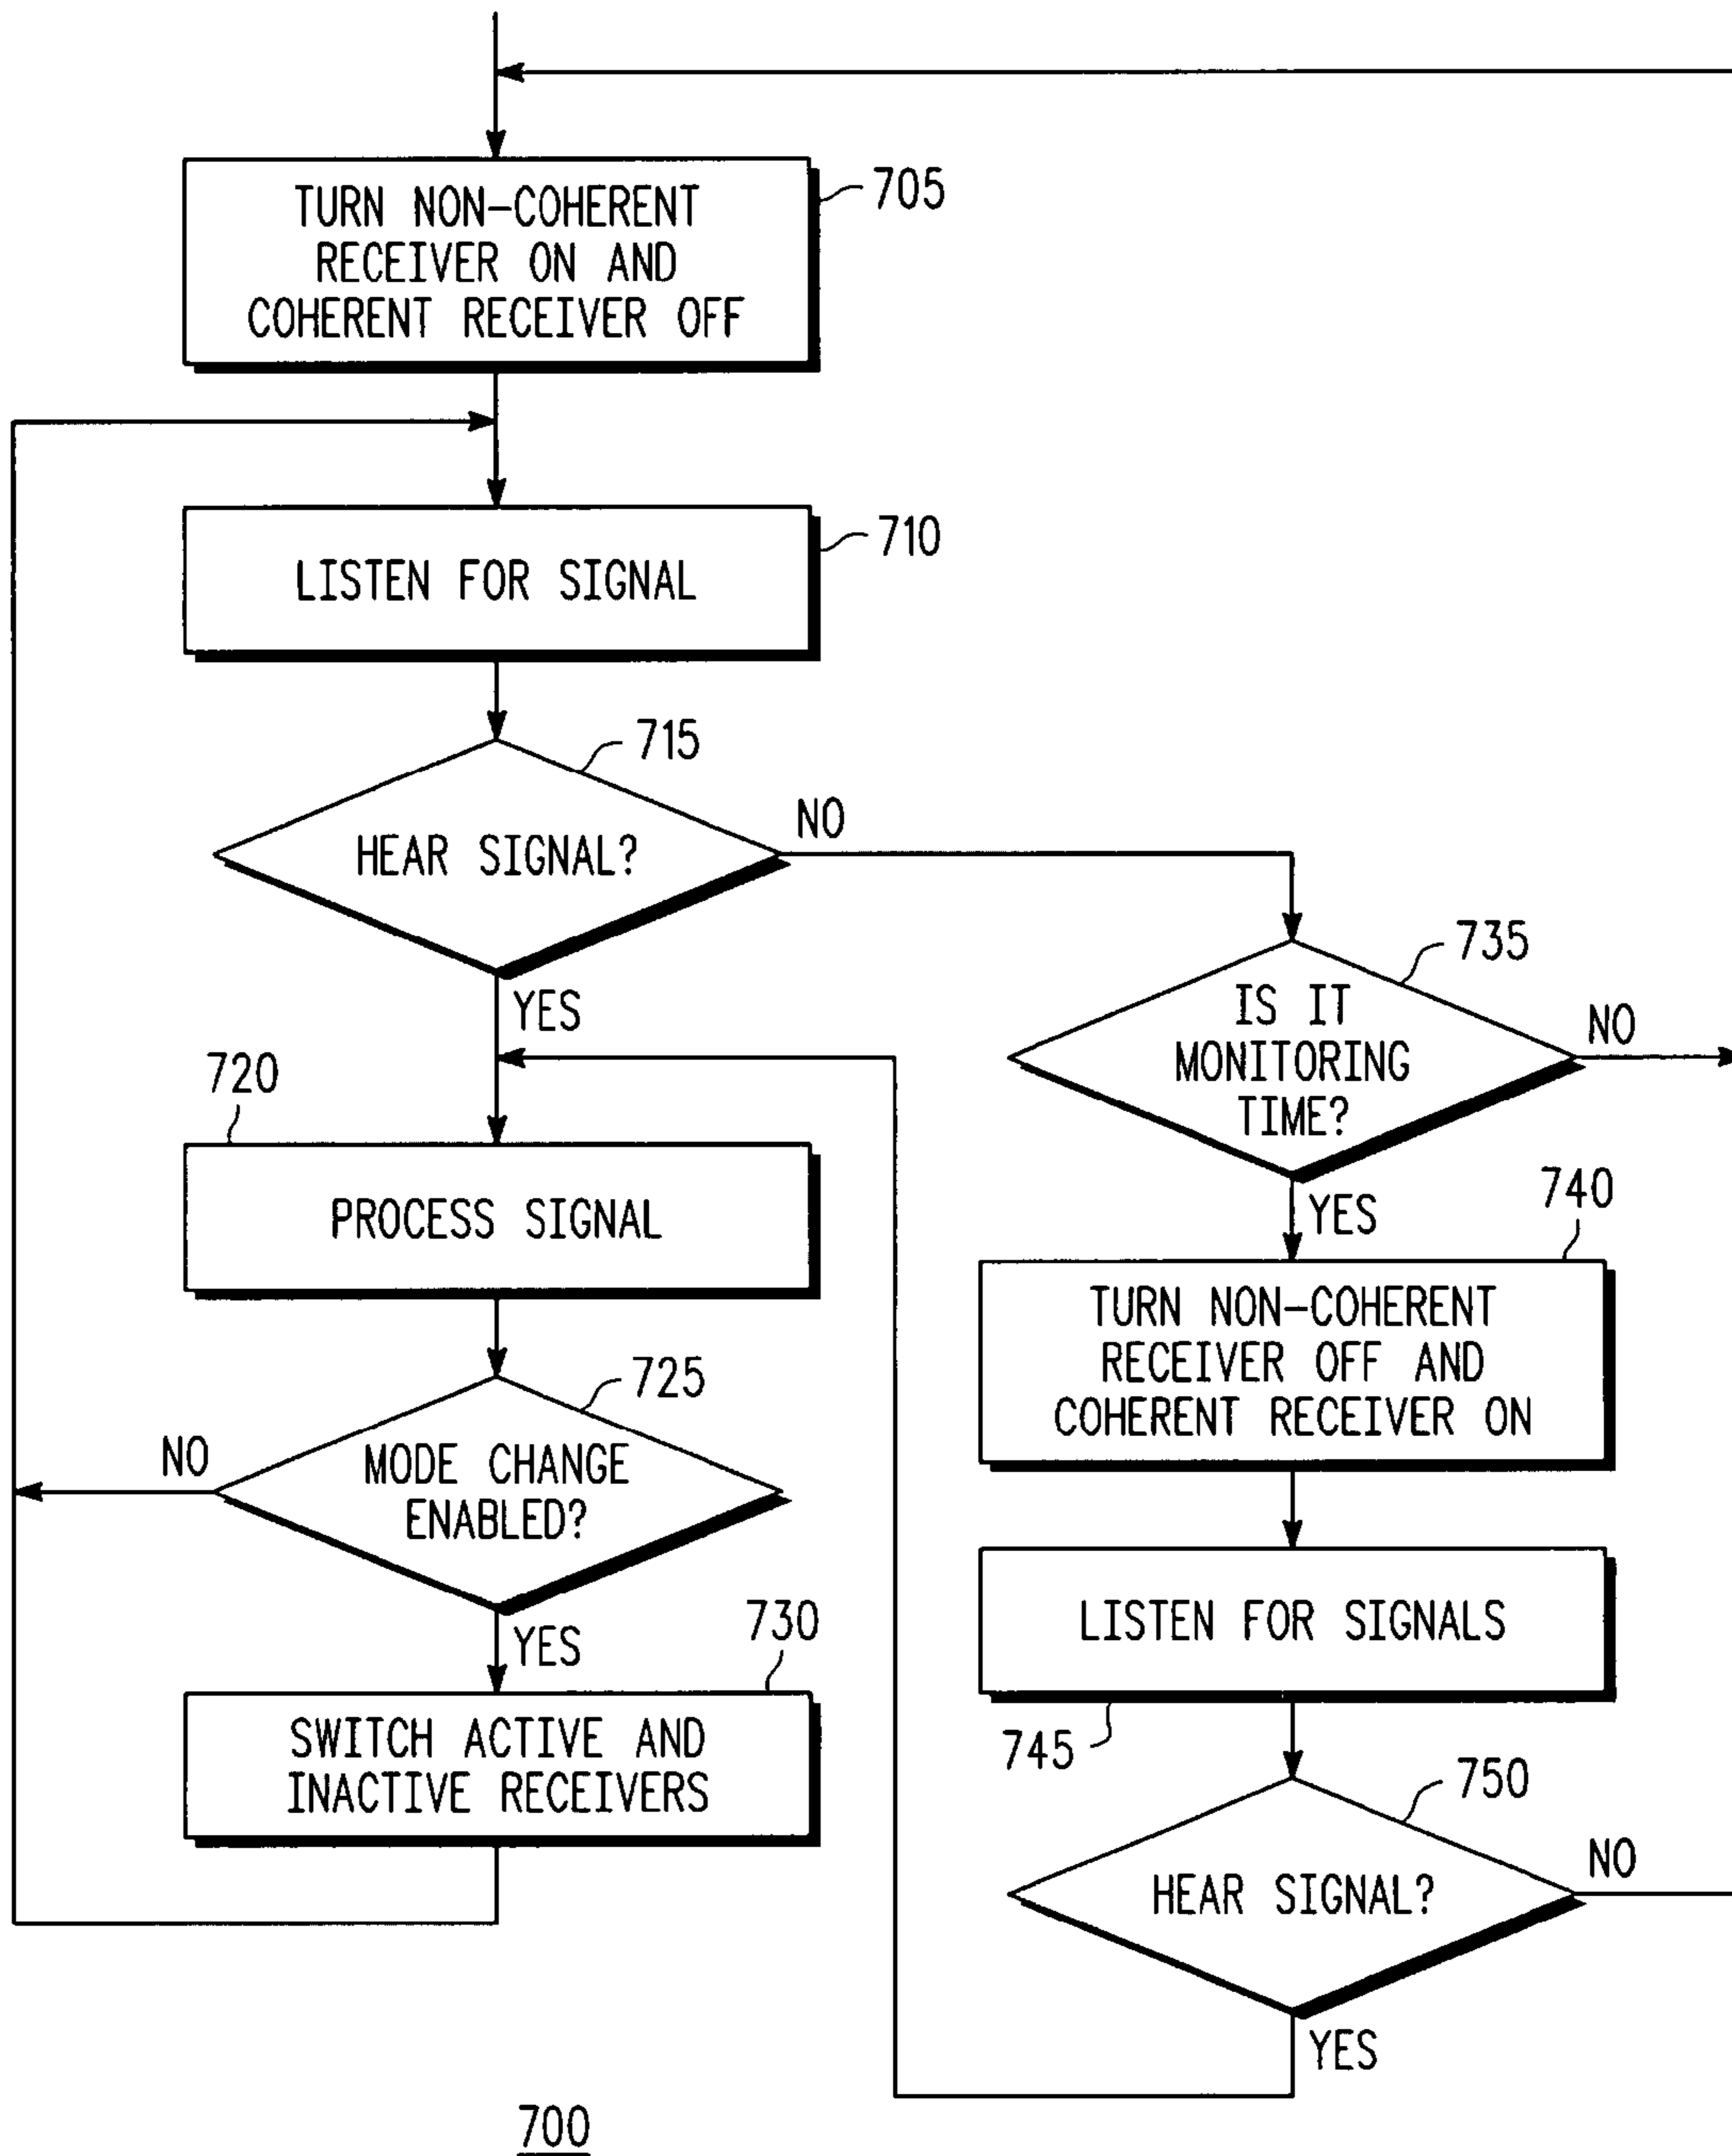 TURN NON-COHERENT
RECEIVER ON AND
COHERENT RECEIVER OFF
705
LISTEN FOR SIGNAL
710
715
HEAR SIGNAL?
NO
YES
735
IS IT
MONITORING
TIME?
NO
YES
720
PROCESS SIGNAL
740
TURN NON-COHERENT
RECEIVER OFF AND
COHERENT RECEIVER ON
725
MODE CHANGE
ENABLED?
NO
YES
730
SWITCH ACTIVE AND
INACTIVE RECEIVERS
LISTEN FOR SIGNALS
745
750
HEAR SIGNAL?
NO
YES
700